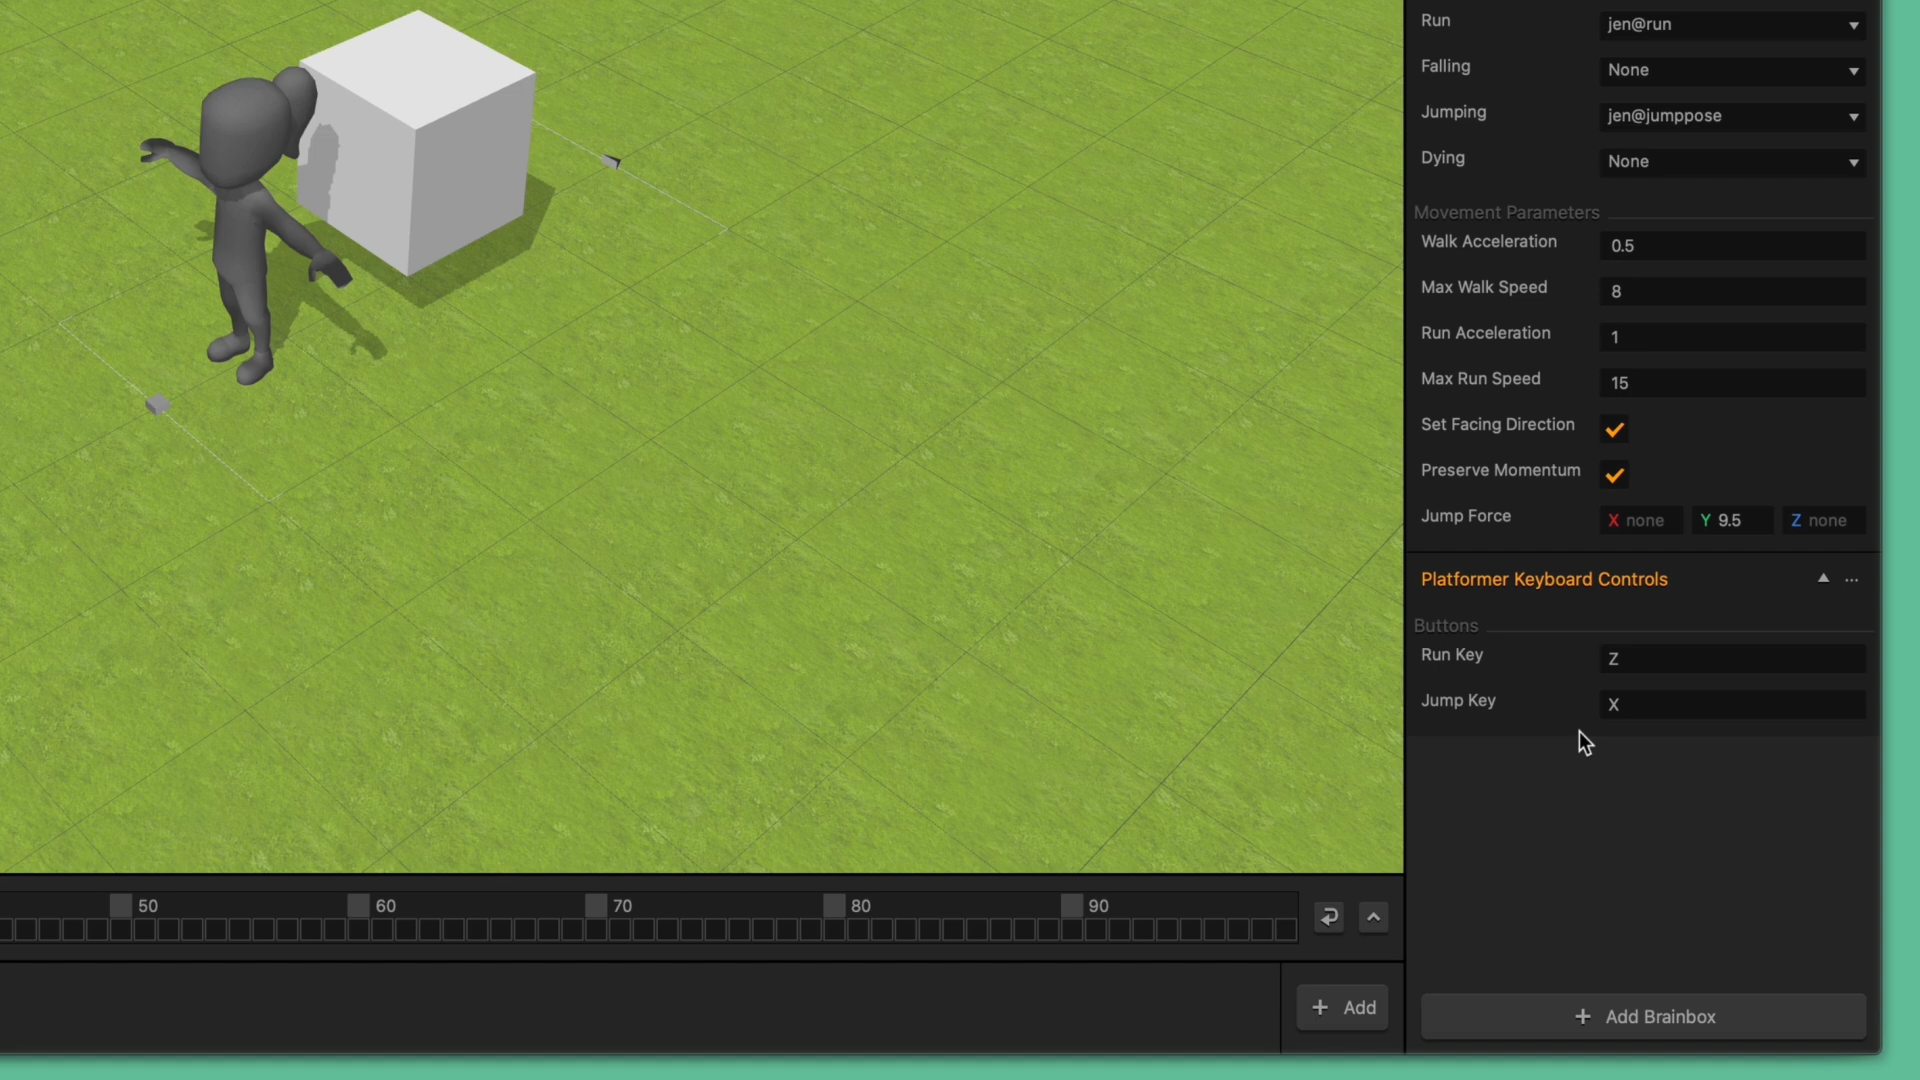 Run jen@run
Falling None
Jumping jen@jumppose
Dying None
Movement Parameters
Walk Acceleration 0.5
Max Walk Speed 8
Run Acceleration 1
Max Run Speed 15
Set Facing Direction
Preserve Momentum
Jump Force X none Y 9.5 Z none
Platformer Keyboard Controls ...
Buttons
Run Key Z
Jump Key X
50 60 70 80 90
+ Add
+ Add Brainbox